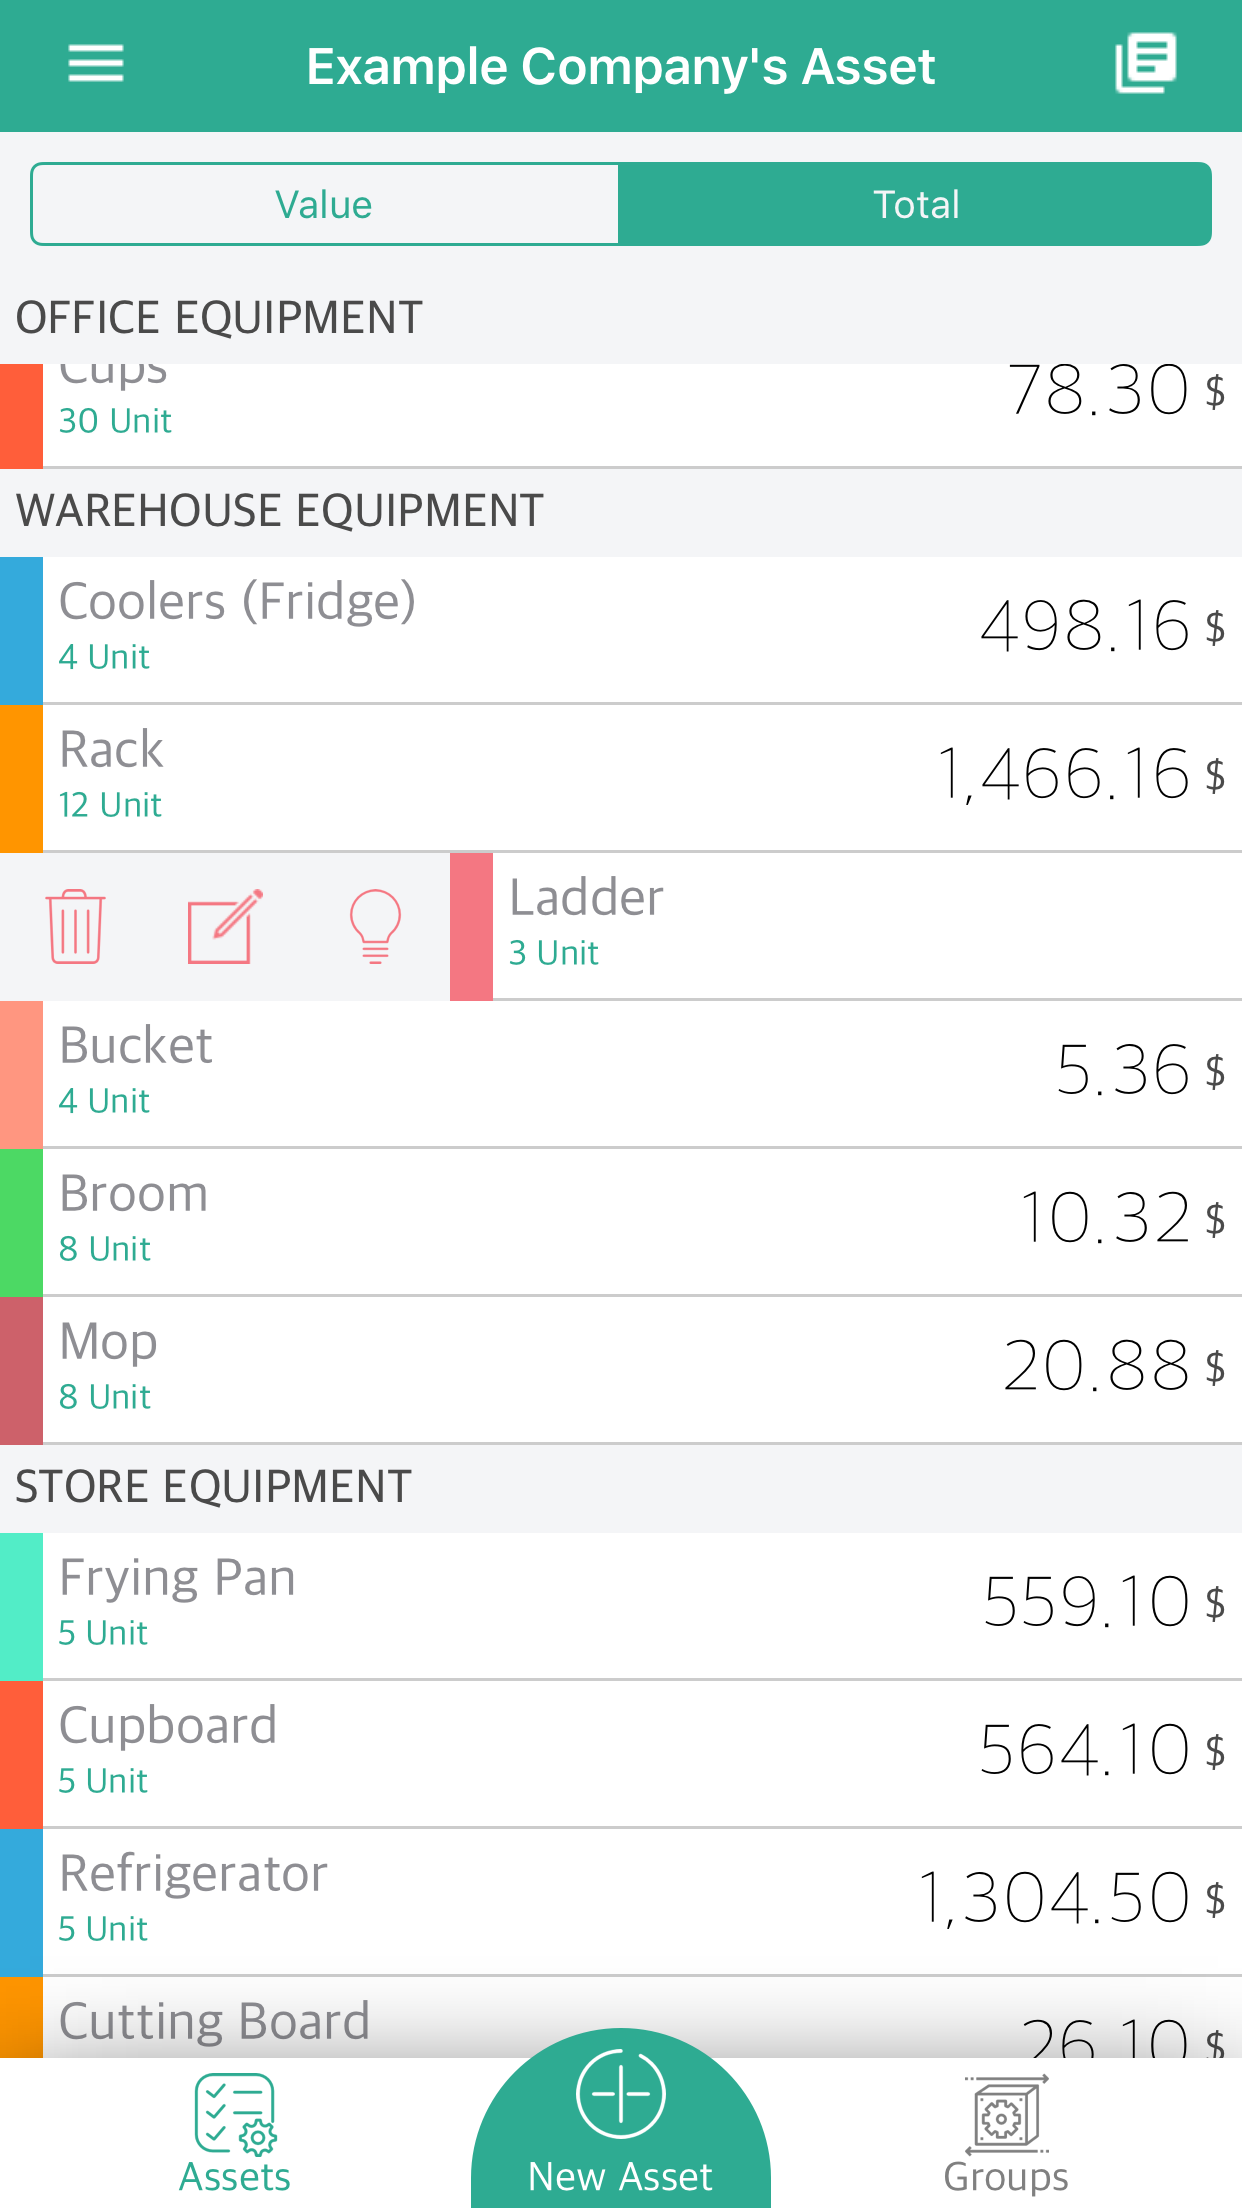 Example Company's Asset
Value
Total
OFFICE EQUIPMENT
Cups
78.30 $
30 Unit
WAREHOUSE EQUIPMENT
Coolers (Fridge)
498.16 $
4 Unit
Rack
1,466.16 $
12 Unit
Ladder
3 Unit
Bucket
5.36 $
4 Unit
Broom
10.32 $
8 Unit
Mop
20.88 $
8 Unit
STORE EQUIPMENT
Frying Pan
559.10 $
5 Unit
Cupboard
564.10 $
5 Unit
Refrigerator
1,304.50 $
5 Unit
Cutting Board
26.10 $
Assets
New Asset
Groups